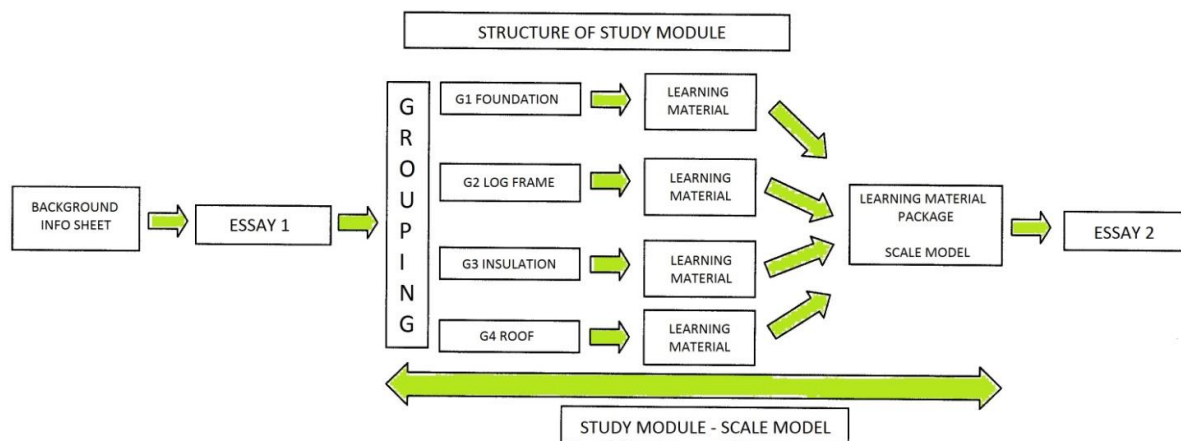 STRUCTURE OF STUDY MODULE
BACKGROUND
INFO SHEET
ESSAY 1
GROUPING
G1 FOUNDATION
LEARNING
MATERIAL
G2 LOG FRAME
LEARNING
MATERIAL
G3 INSULATION
LEARNING
MATERIAL
G4 ROOF
LEARNING
MATERIAL
LEARNING MATERIAL
PACKAGE
SCALE MODEL
ESSAY 2
STUDY MODULE - SCALE MODEL